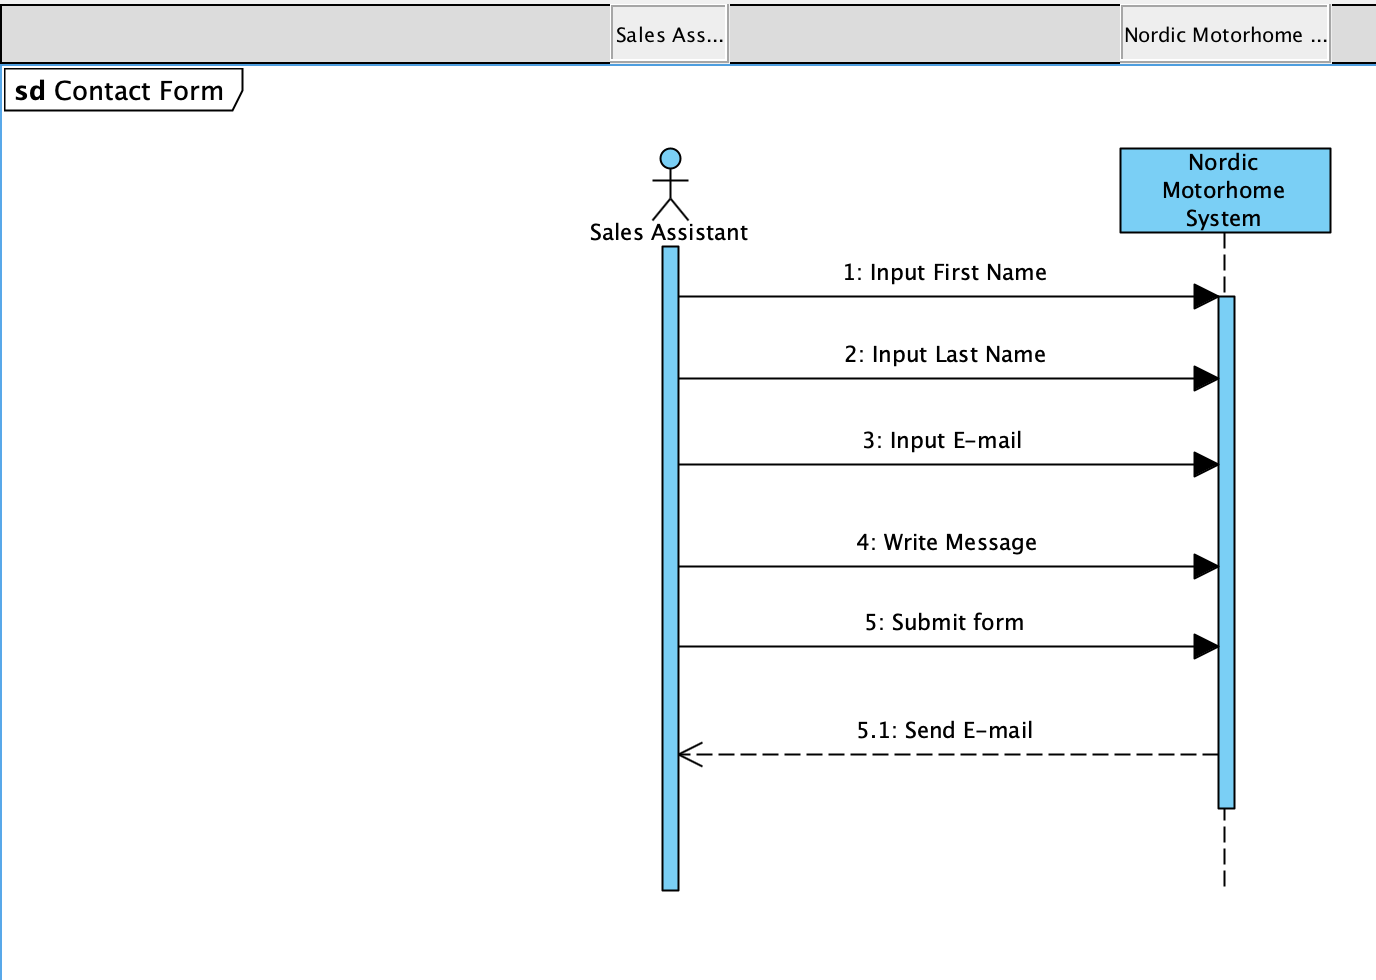 Sales Ass...
Nordic Motorhome ...
sd Contact Form
Nordic
Motorhome
System
Sales Assistant
1: Input First Name
2: Input Last Name
3: Input E-mail
4: Write Message
5: Submit form
5.1: Send E-mail